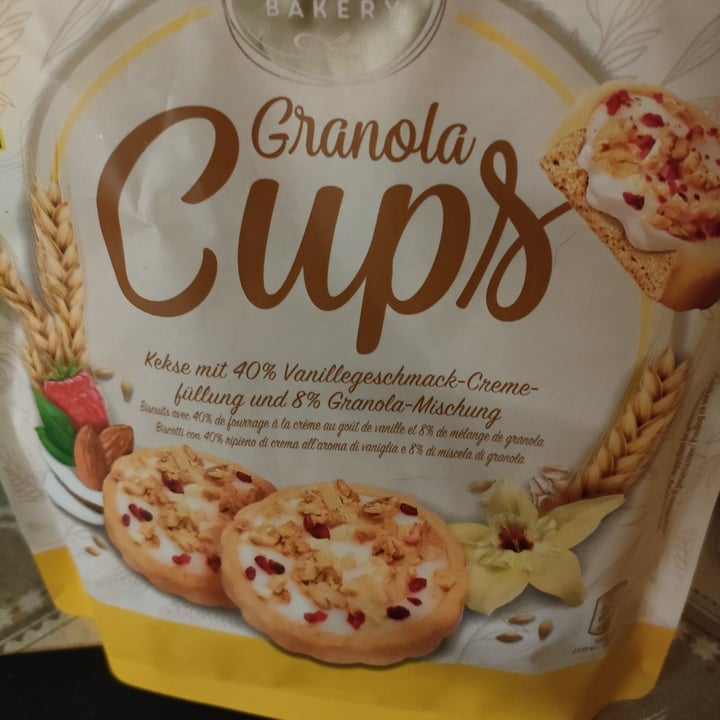 BAKERY
Granola
Cups
Kekse mit 40% Vanillegeschmack-Creme-
füllung und 8% Granola-Mischung
Biscuits avec 40% de fourrage à la crème au goût de vanille et 8% de mélange de granola
Biscotti con 40% ripieno di crema all'aroma di vaniglia e 8% di miscela di granola